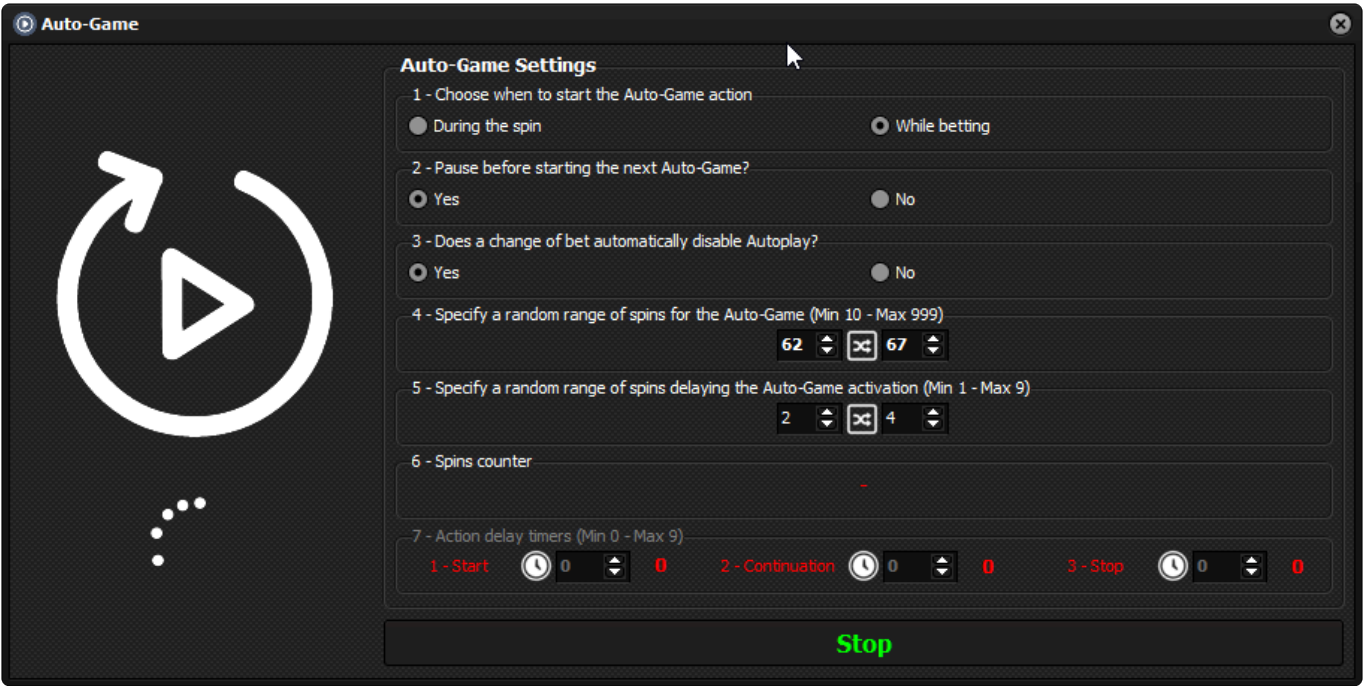 Auto-Game
Auto-Game Settings
1 - Choose when to start the Auto-Game action
During the spin While betting
2 - Pause before starting the next Auto-Game?
Yes No
3 - Does a change of bet automatically disable Autoplay?
Yes No
4 - Specify a random range of spins for the Auto-Game (Min 10 - Max 999)
62 67
5 - Specify a random range of spins delaying the Auto-Game activation (Min 1 - Max 9)
2 4
6 - Spins counter
-
7 - Action delay timers (Min 0 - Max 9)
1 - Start 0 0 2 - Continuation 0 0 3 - Stop 0 0
Stop